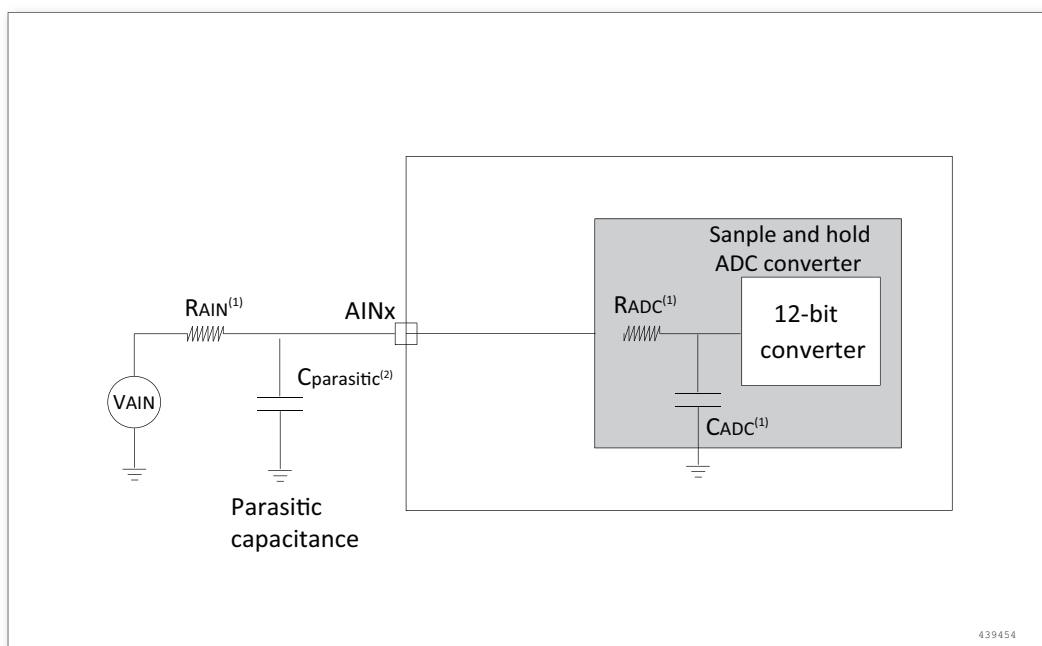 Sanple and hold
ADC converter
RAIN(1)
AINx
RADC(1)
12-bit
converter
Cparasitic(2)
VAIN
CADC(1)
Parasitic
capacitance
439454